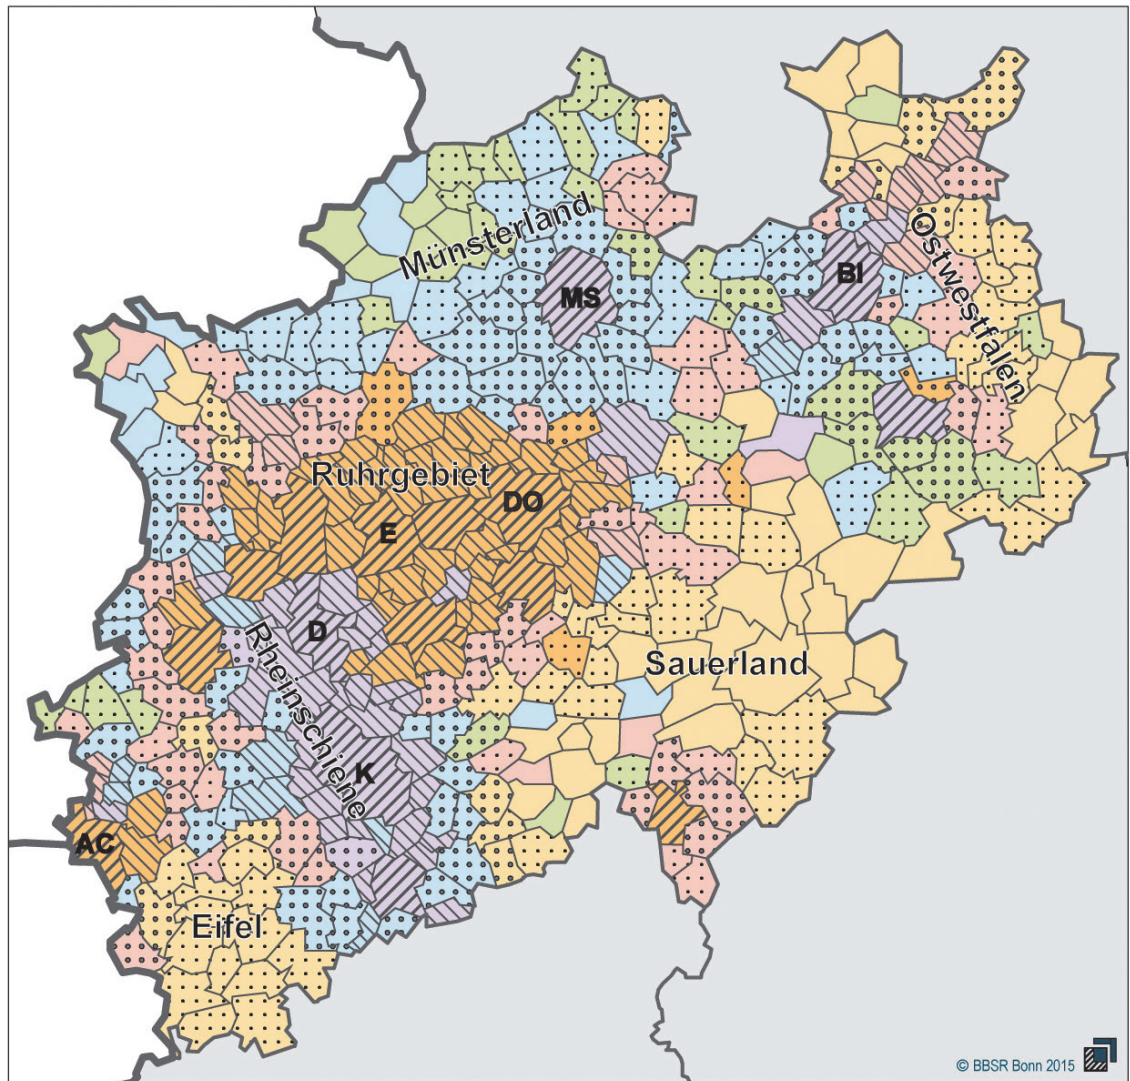 Münsterland
MS
BI
Ostwestfalen
Ruhrgebiet
DO
E
D
Rheinschiene
Sauerland
K
AC
Eifel
© BBSR Bonn 2015